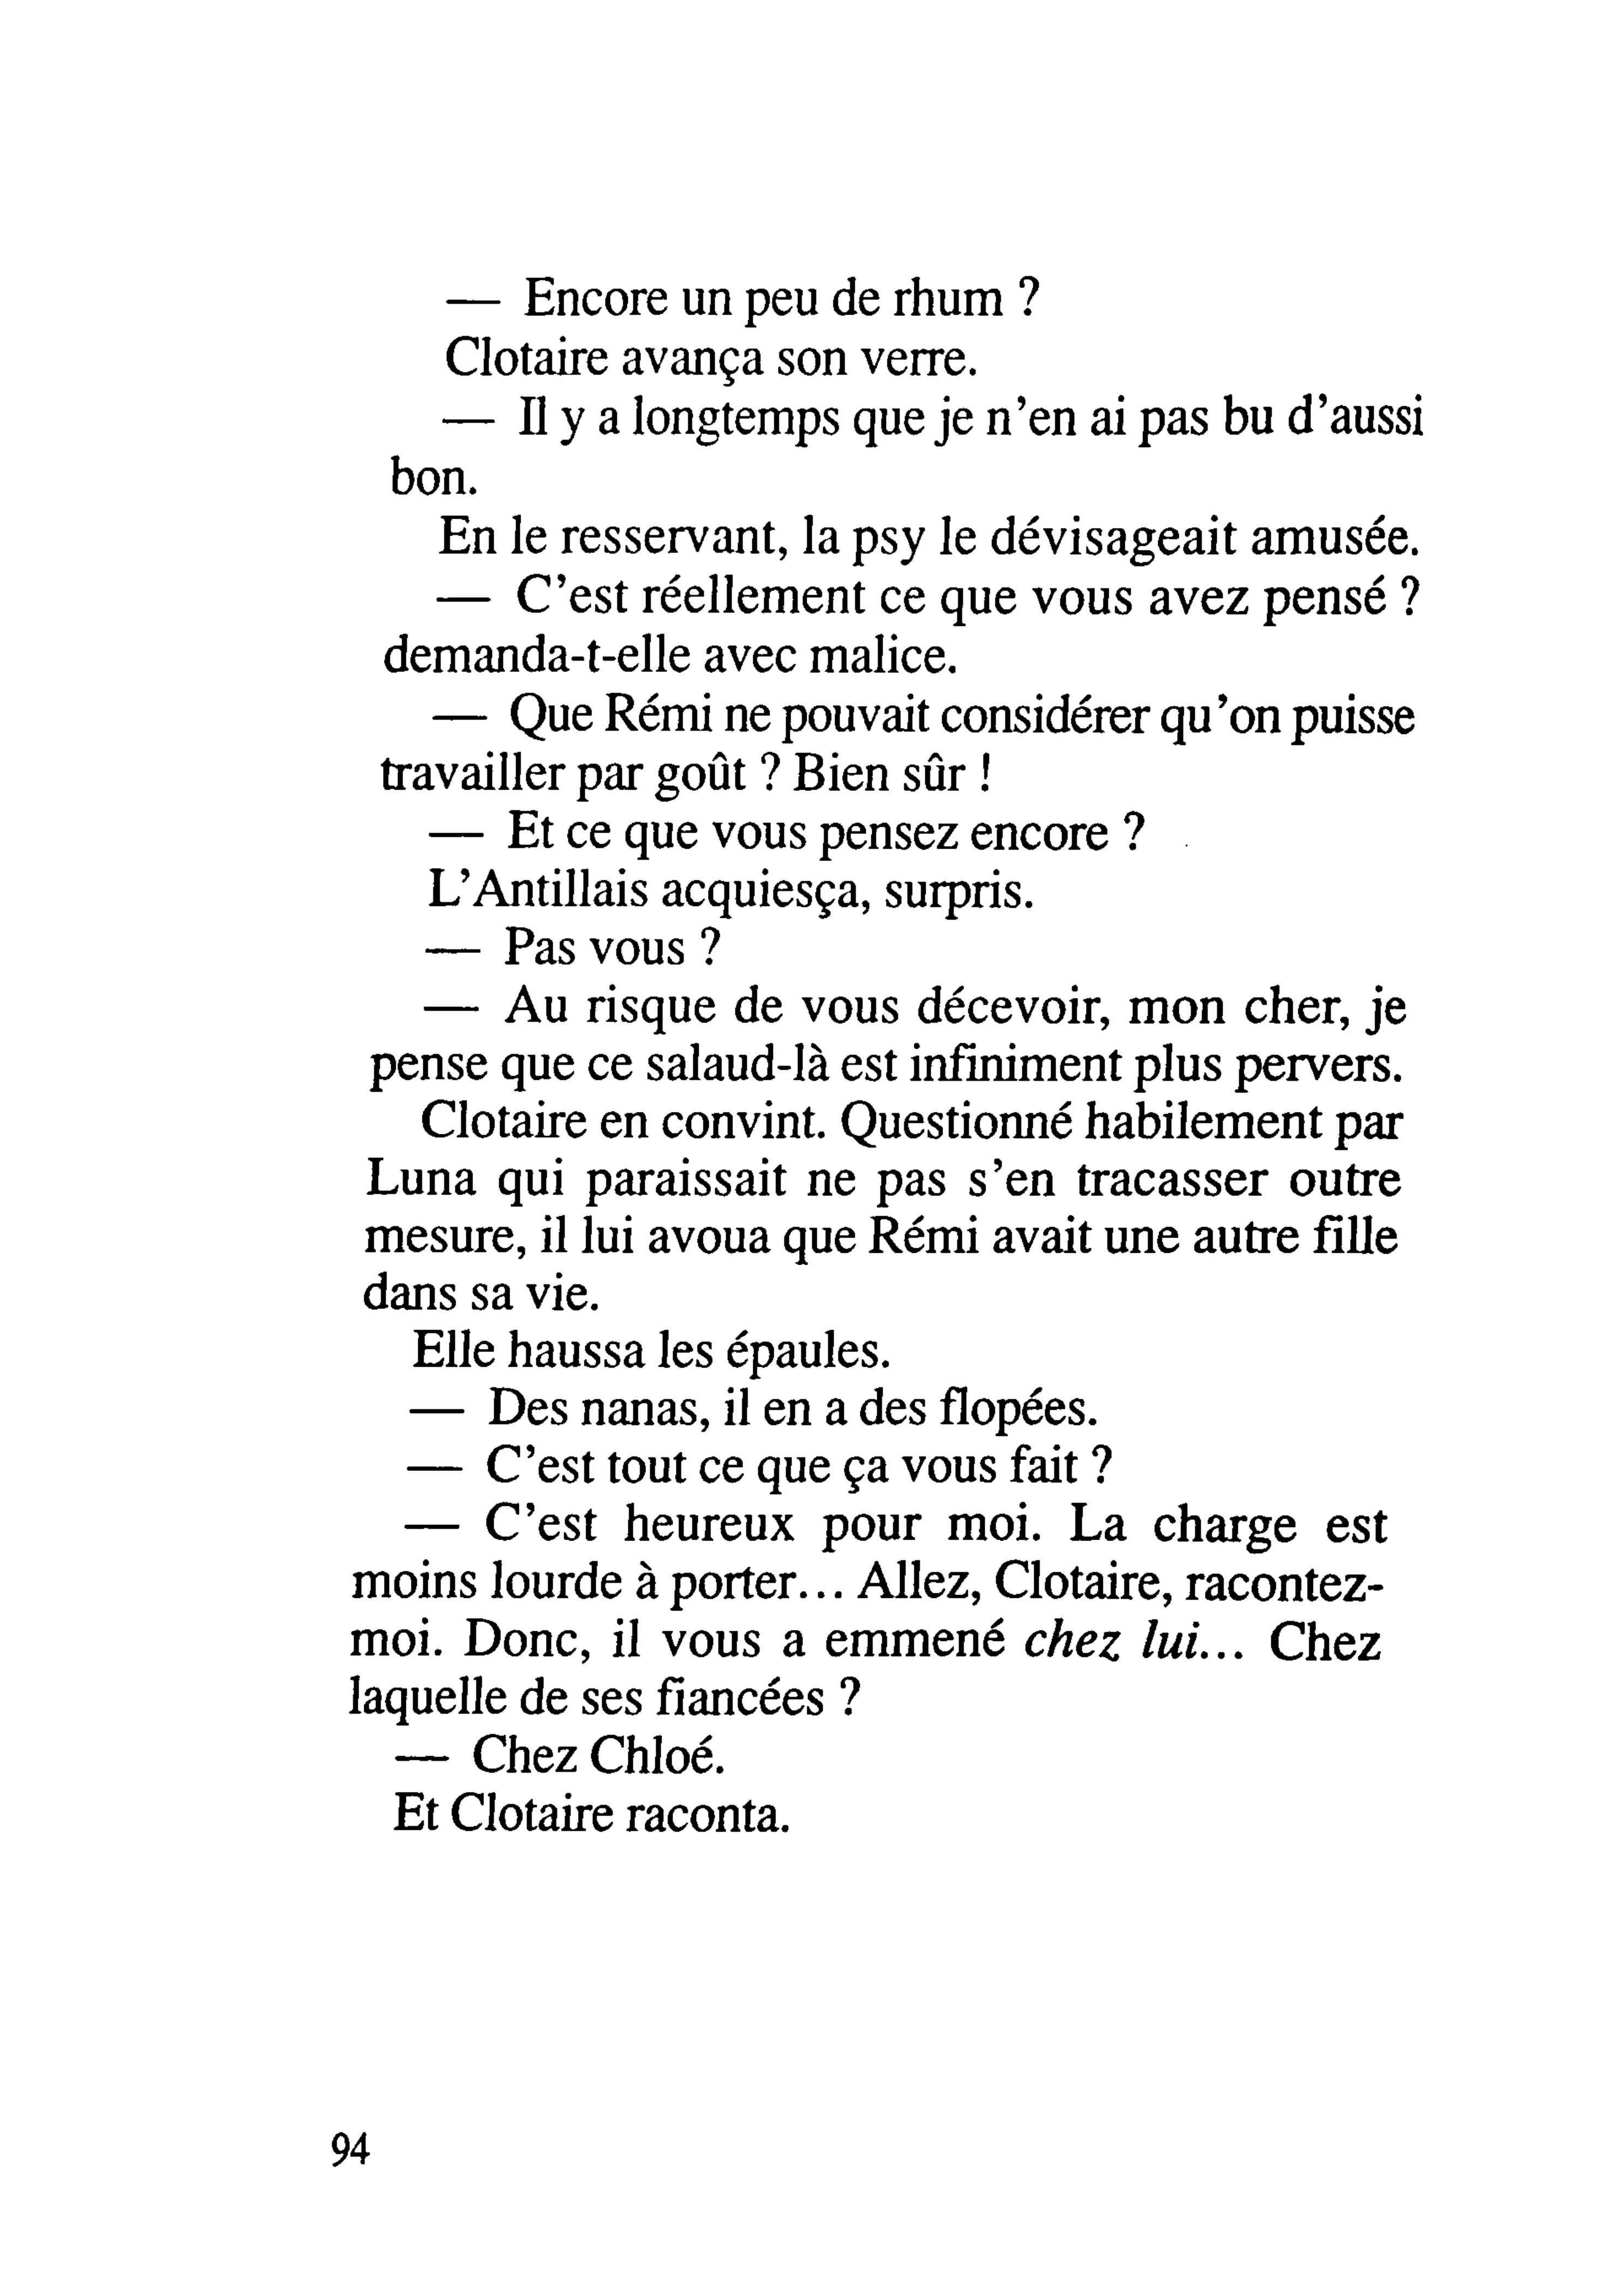 — Encore un peu de rhum ?
Clotaire avança son verre.
— Il y a longtemps que je n'en ai pas bu d'aussi
bon.
En le resservant, la psy le dévisageait amusée.
— C'est réellement ce que vous avez pensé ?
demanda-t-elle avec malice.
— Que Rémi ne pouvait considérer qu'on puisse
travailler par goût ? Bien sûr !
— Et ce que vous pensez encore ?
L'Antillais acquiesça, surpris.
— Pas vous ?
— Au risque de vous décevoir, mon cher, je
pense que ce salaud-là est infiniment plus pervers.
Clotaire en convint. Questionné habilement par
Luna qui paraissait ne pas s'en tracasser outre
mesure, il lui avoua que Rémi avait une autre fille
dans sa vie.
Elle haussa les épaules.
— Des nanas, il en a des flopées.
— C'est tout ce que ça vous fait ?
— C'est heureux pour moi. La charge est
moins lourde à porter... Allez, Clotaire, racontez-
moi. Donc, il vous a emmené chez lui... Chez
laquelle de ses fiancées ?
— Chez Chloé.
Et Clotaire raconta.
94